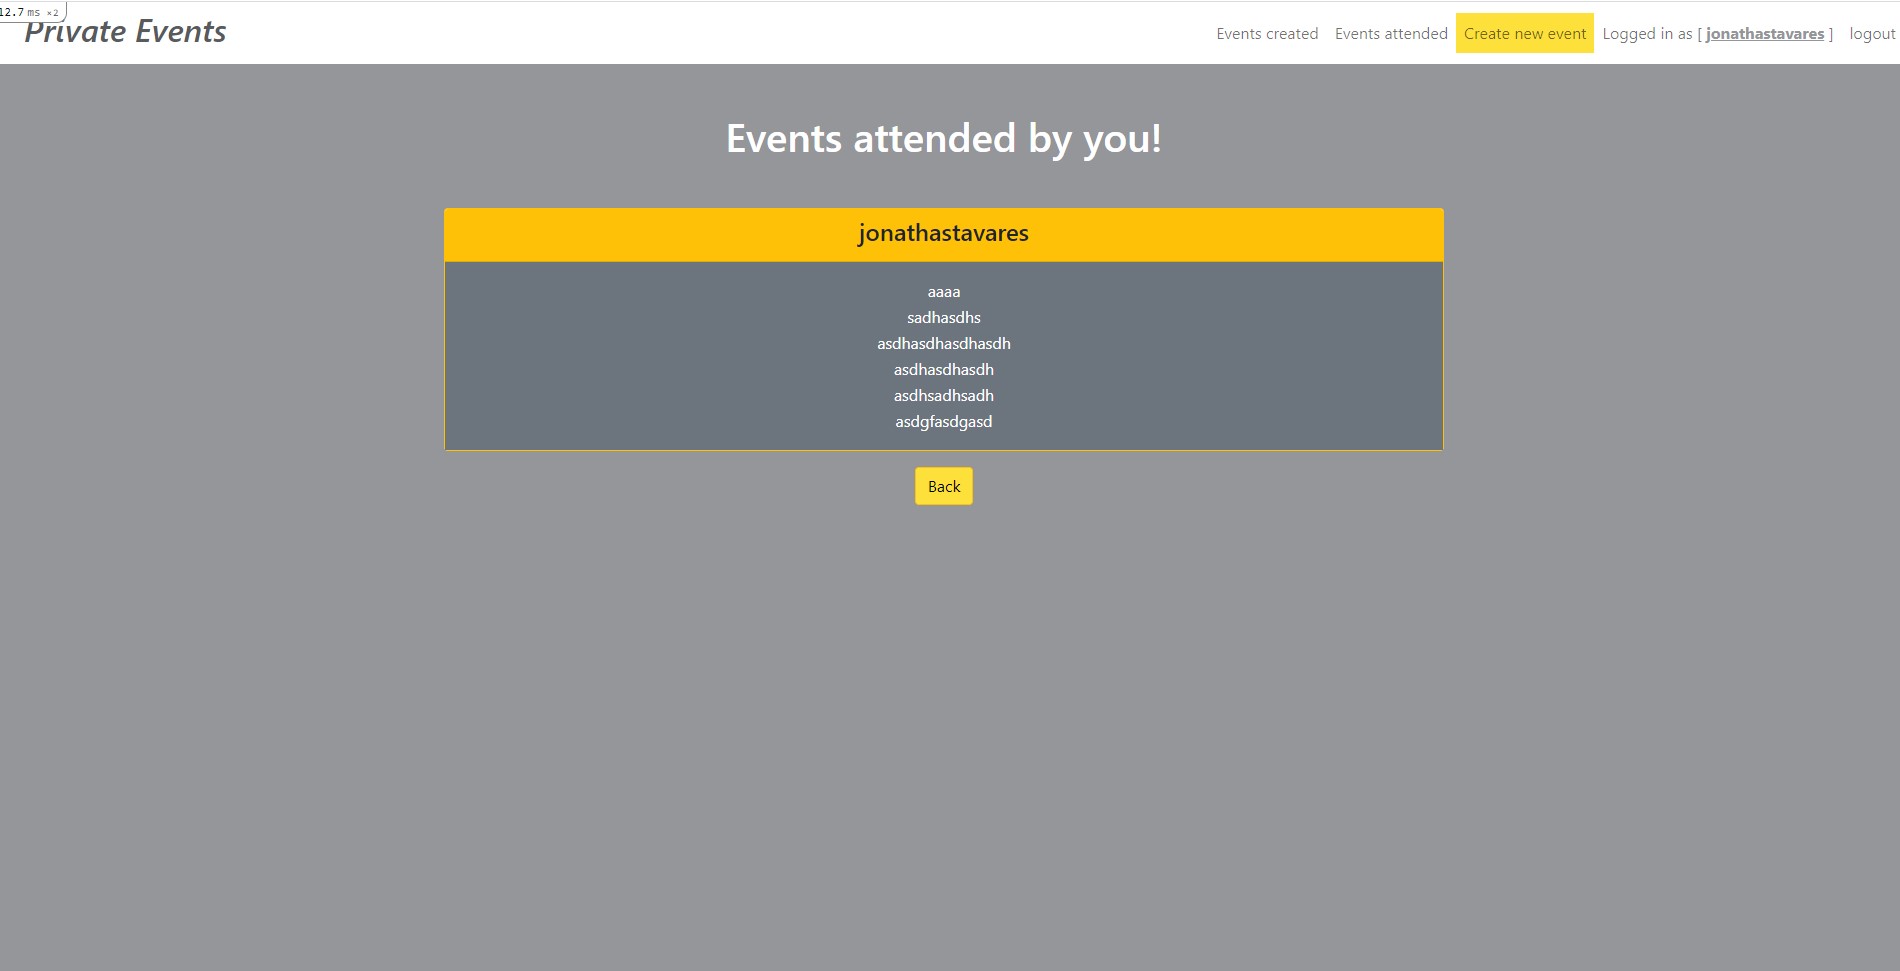 12.7 ms ×2
Private Events
Events created Events attended Create new event Logged in as [ jonathastavares ] logout
Events attended by you!
jonathastavares
aaaa
sadhasdhs
asdhasdhasdhasdh
asdhasdhasdh
asdhsadhsadh
asdgfasdgasd
Back